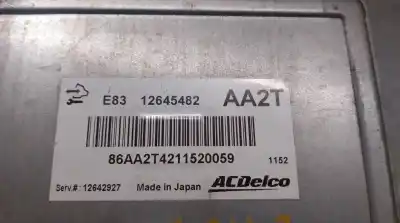 E83 12645482 AA2T
86AA2T4211520059
1152
Serv.#: 12642927 Made in Japan ACDelco